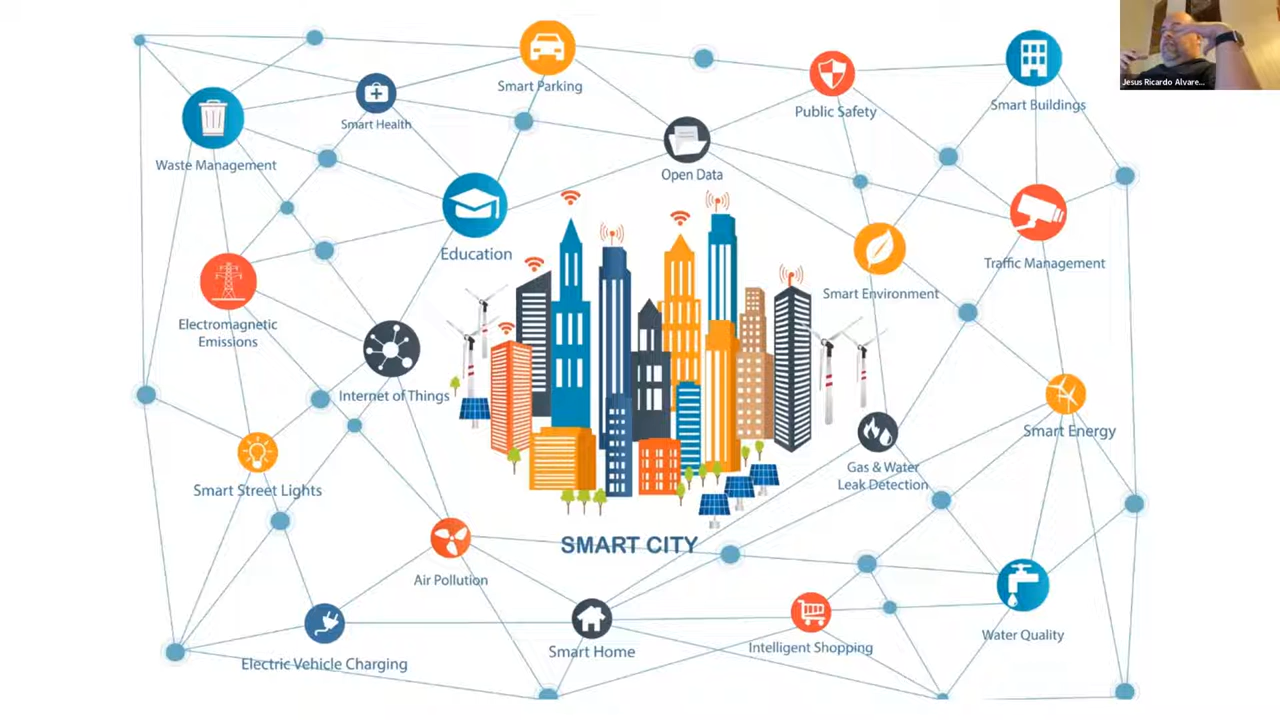 Smart Parking
Public Safety
Smart Buildings
Jesus Ricardo Alvare...
Smart Health
Waste Management
Open Data
Education
Traffic Management
Smart Environment
Electromagnetic
Emissions
Internet of Things
Smart Energy
Gas & Water
Leak Detection
Smart Street Lights
SMART CITY
Air Pollution
Water Quality
Smart Home
Intelligent Shopping
Electric Vehicle Charging